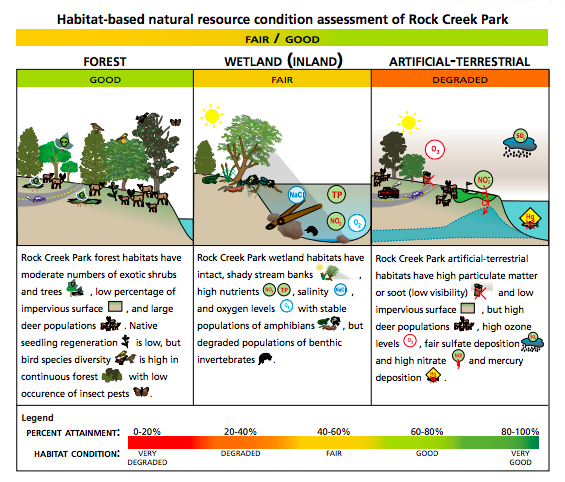 Habitat-based natural resource condition assessment of Rock Creek Park
FAIR / GOOD
FOREST
WETLAND (INLAND)
ARTIFICIAL-TERRESTRIAL
GOOD
FAIR
DEGRADED
NaCl
TP
NO₃
O₂
O₃
SO₄
NO₃
Hg
Rock Creek Park forest habitats have
moderate numbers of exotic shrubs
and trees , low percentage of
impervious surface , and large
deer populations . Native
seedling regeneration is low, but
bird species diversity is high in
continuous forest with low
occurence of insect pests .
Rock Creek Park wetland habitats have
intact, shady stream banks ,
high nutrients NO₃ TP , salinity NaCl ,
and oxygen levels O₂ with stable
populations of amphibians , but
degraded populations of benthic
invertebrates .
Rock Creek Park artificial-terrestrial
habitats have high particulate matter
or soot (low visibility) and low
impervious surface , but high
deer populations , high ozone
levels O₃ , fair sulfate deposition
and high nitrate NO₃ and mercury
deposition Hg .
Legend
PERCENT ATTAINMENT: 0-20% 20-40% 40-60% 60-80% 80-100%
HABITAT CONDITION: VERY DEGRADED DEGRADED FAIR GOOD VERY GOOD